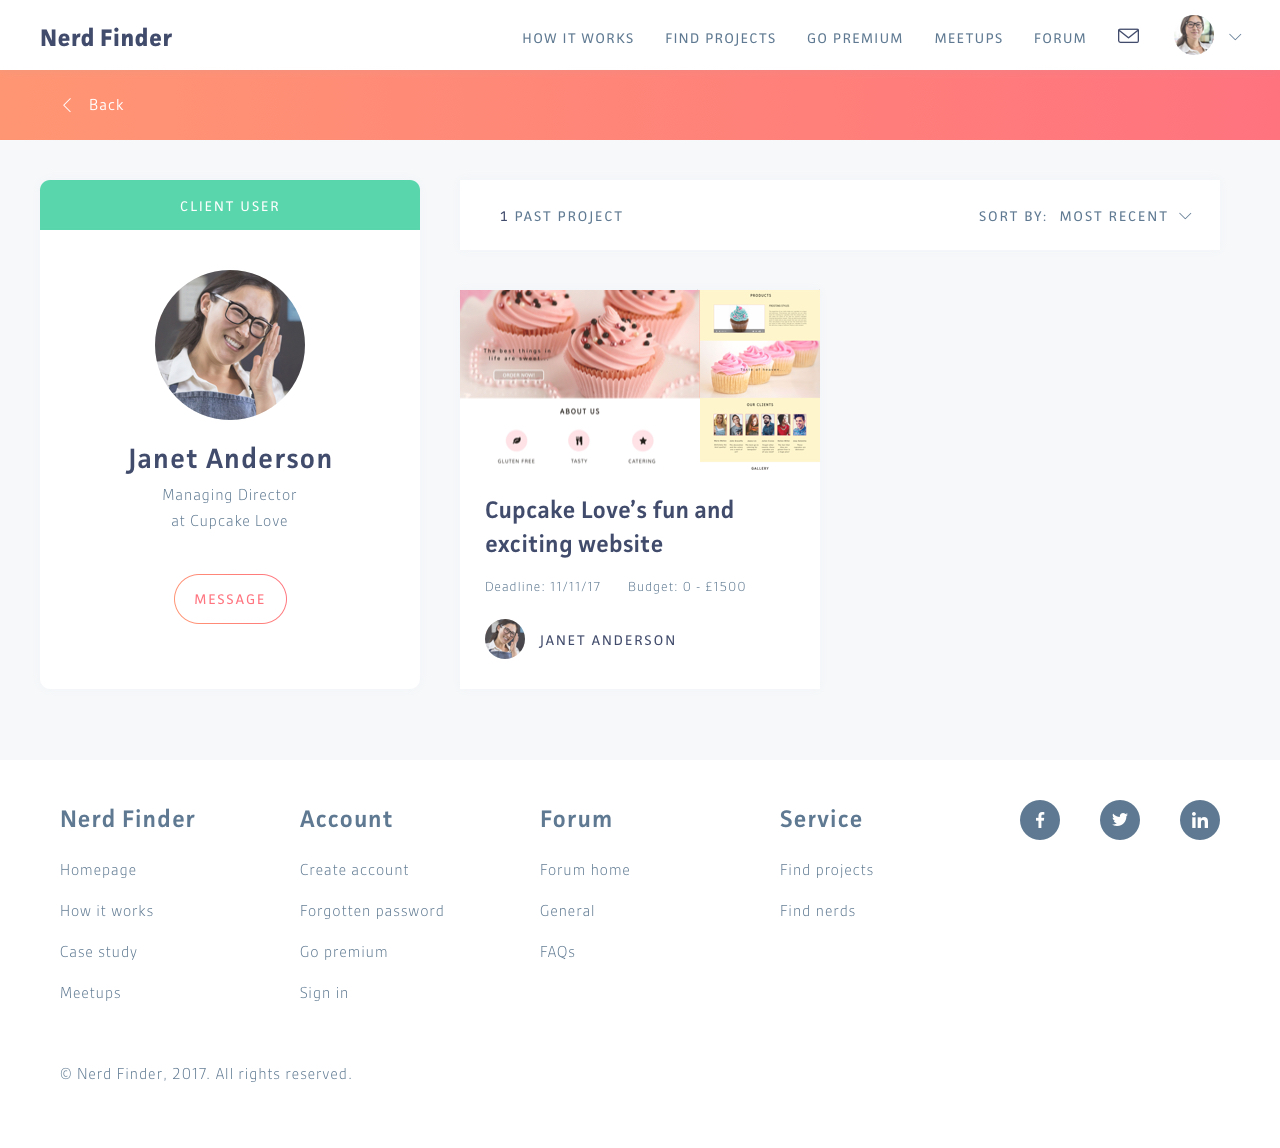 Nerd Finder
HOW IT WORKS
FIND PROJECTS
GO PREMIUM
MEETUPS
FORUM
Back
CLIENT USER
Janet Anderson
Managing Director
at Cupcake Love
MESSAGE
1 PAST PROJECT
SORT BY: MOST RECENT
The best things in
life are sweet
ORDER NOW!
ABOUT US
GLUTEN FREE
TASTY
CATERING
PRODUCTS
OUR CLIENTS
GALLERY
Cupcake Love’s fun and
exciting website
Deadline: 11/11/17
Budget: 0 - £1500
JANET ANDERSON
Nerd Finder
Homepage
How it works
Case study
Meetups
Account
Create account
Forgotten password
Go premium
Sign in
Forum
Forum home
General
FAQs
Service
Find projects
Find nerds
© Nerd Finder, 2017. All rights reserved.